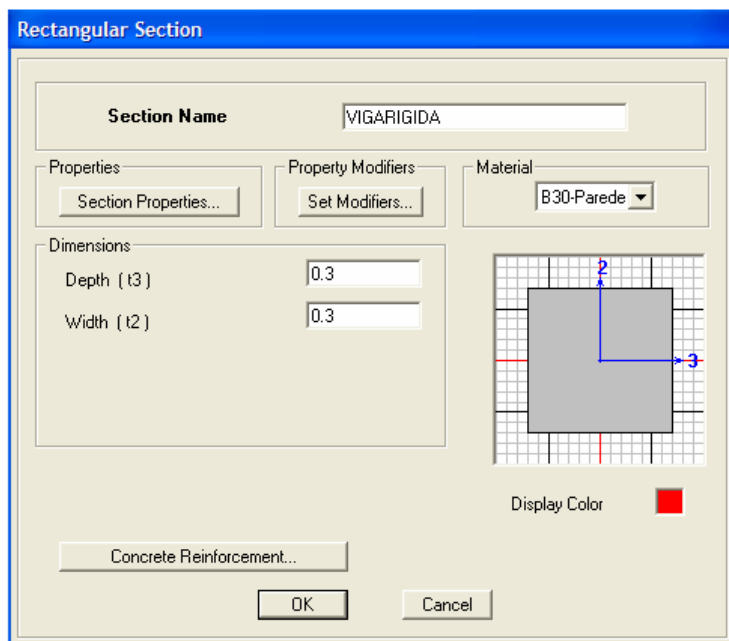 Rectangular Section
Section Name VIGARIGIDA
Properties Property Modifiers Material
Section Properties... Set Modifiers... B30-Parede
Dimensions
Depth ( t3 ) 0.3
Width ( t2 ) 0.3
2
3
Display Color
Concrete Reinforcement...
OK Cancel